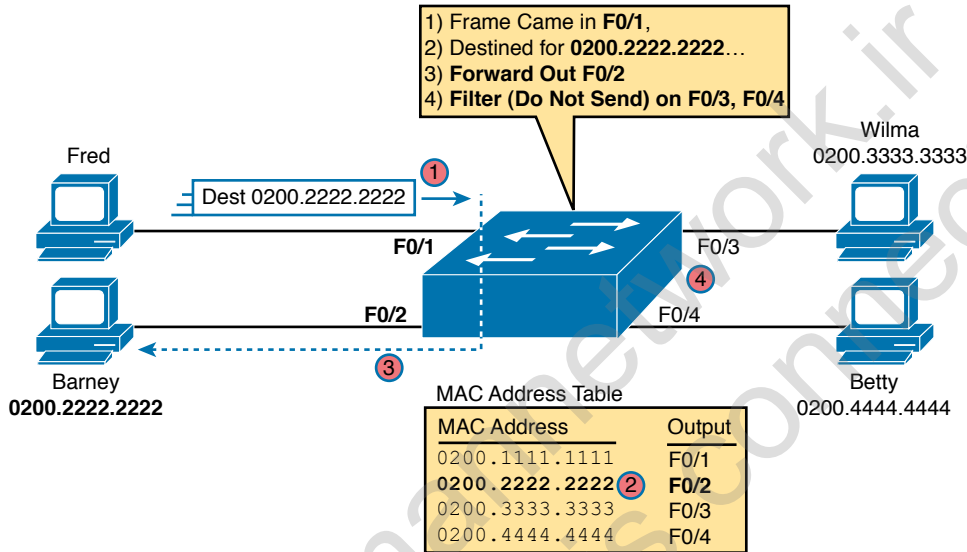 1) Frame Came in F0/1,
2) Destined for 0200.2222.2222…
3) Forward Out F0/2
4) Filter (Do Not Send) on F0/3, F0/4
Fred
Wilma
0200.3333.3333
Dest 0200.2222.2222
1
F0/1
F0/3
4
F0/2
F0/4
3
Barney
0200.2222.2222
Betty
0200.4444.4444
MAC Address Table
MAC Address Output
0200.1111.1111 F0/1
0200.2222.2222 2 F0/2
0200.3333.3333 F0/3
0200.4444.4444 F0/4